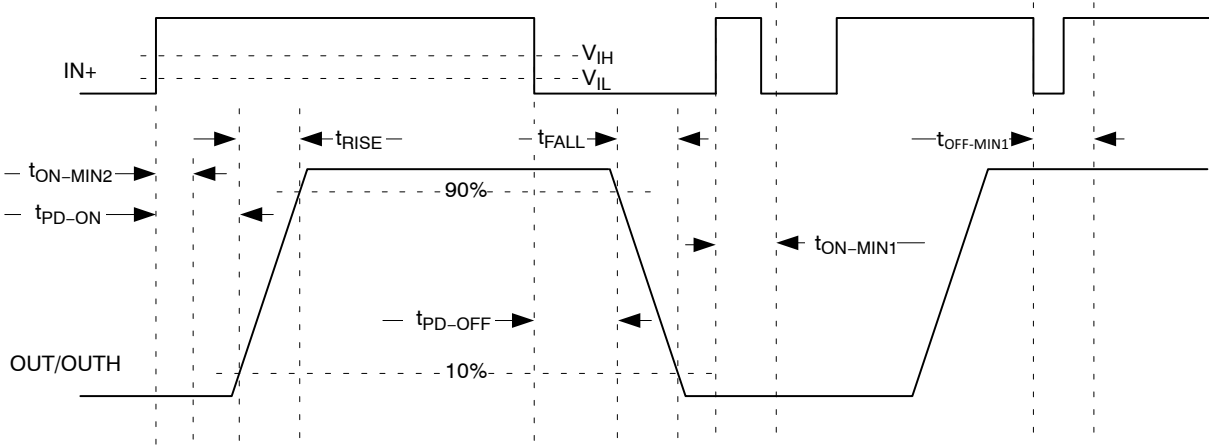 VIH
IN+
VIL
tRISE
tFALL
tOFF-MIN1
tON−MIN2
90%
tPD−ON
tON−MIN1
tPD−OFF
OUT/OUTH
10%